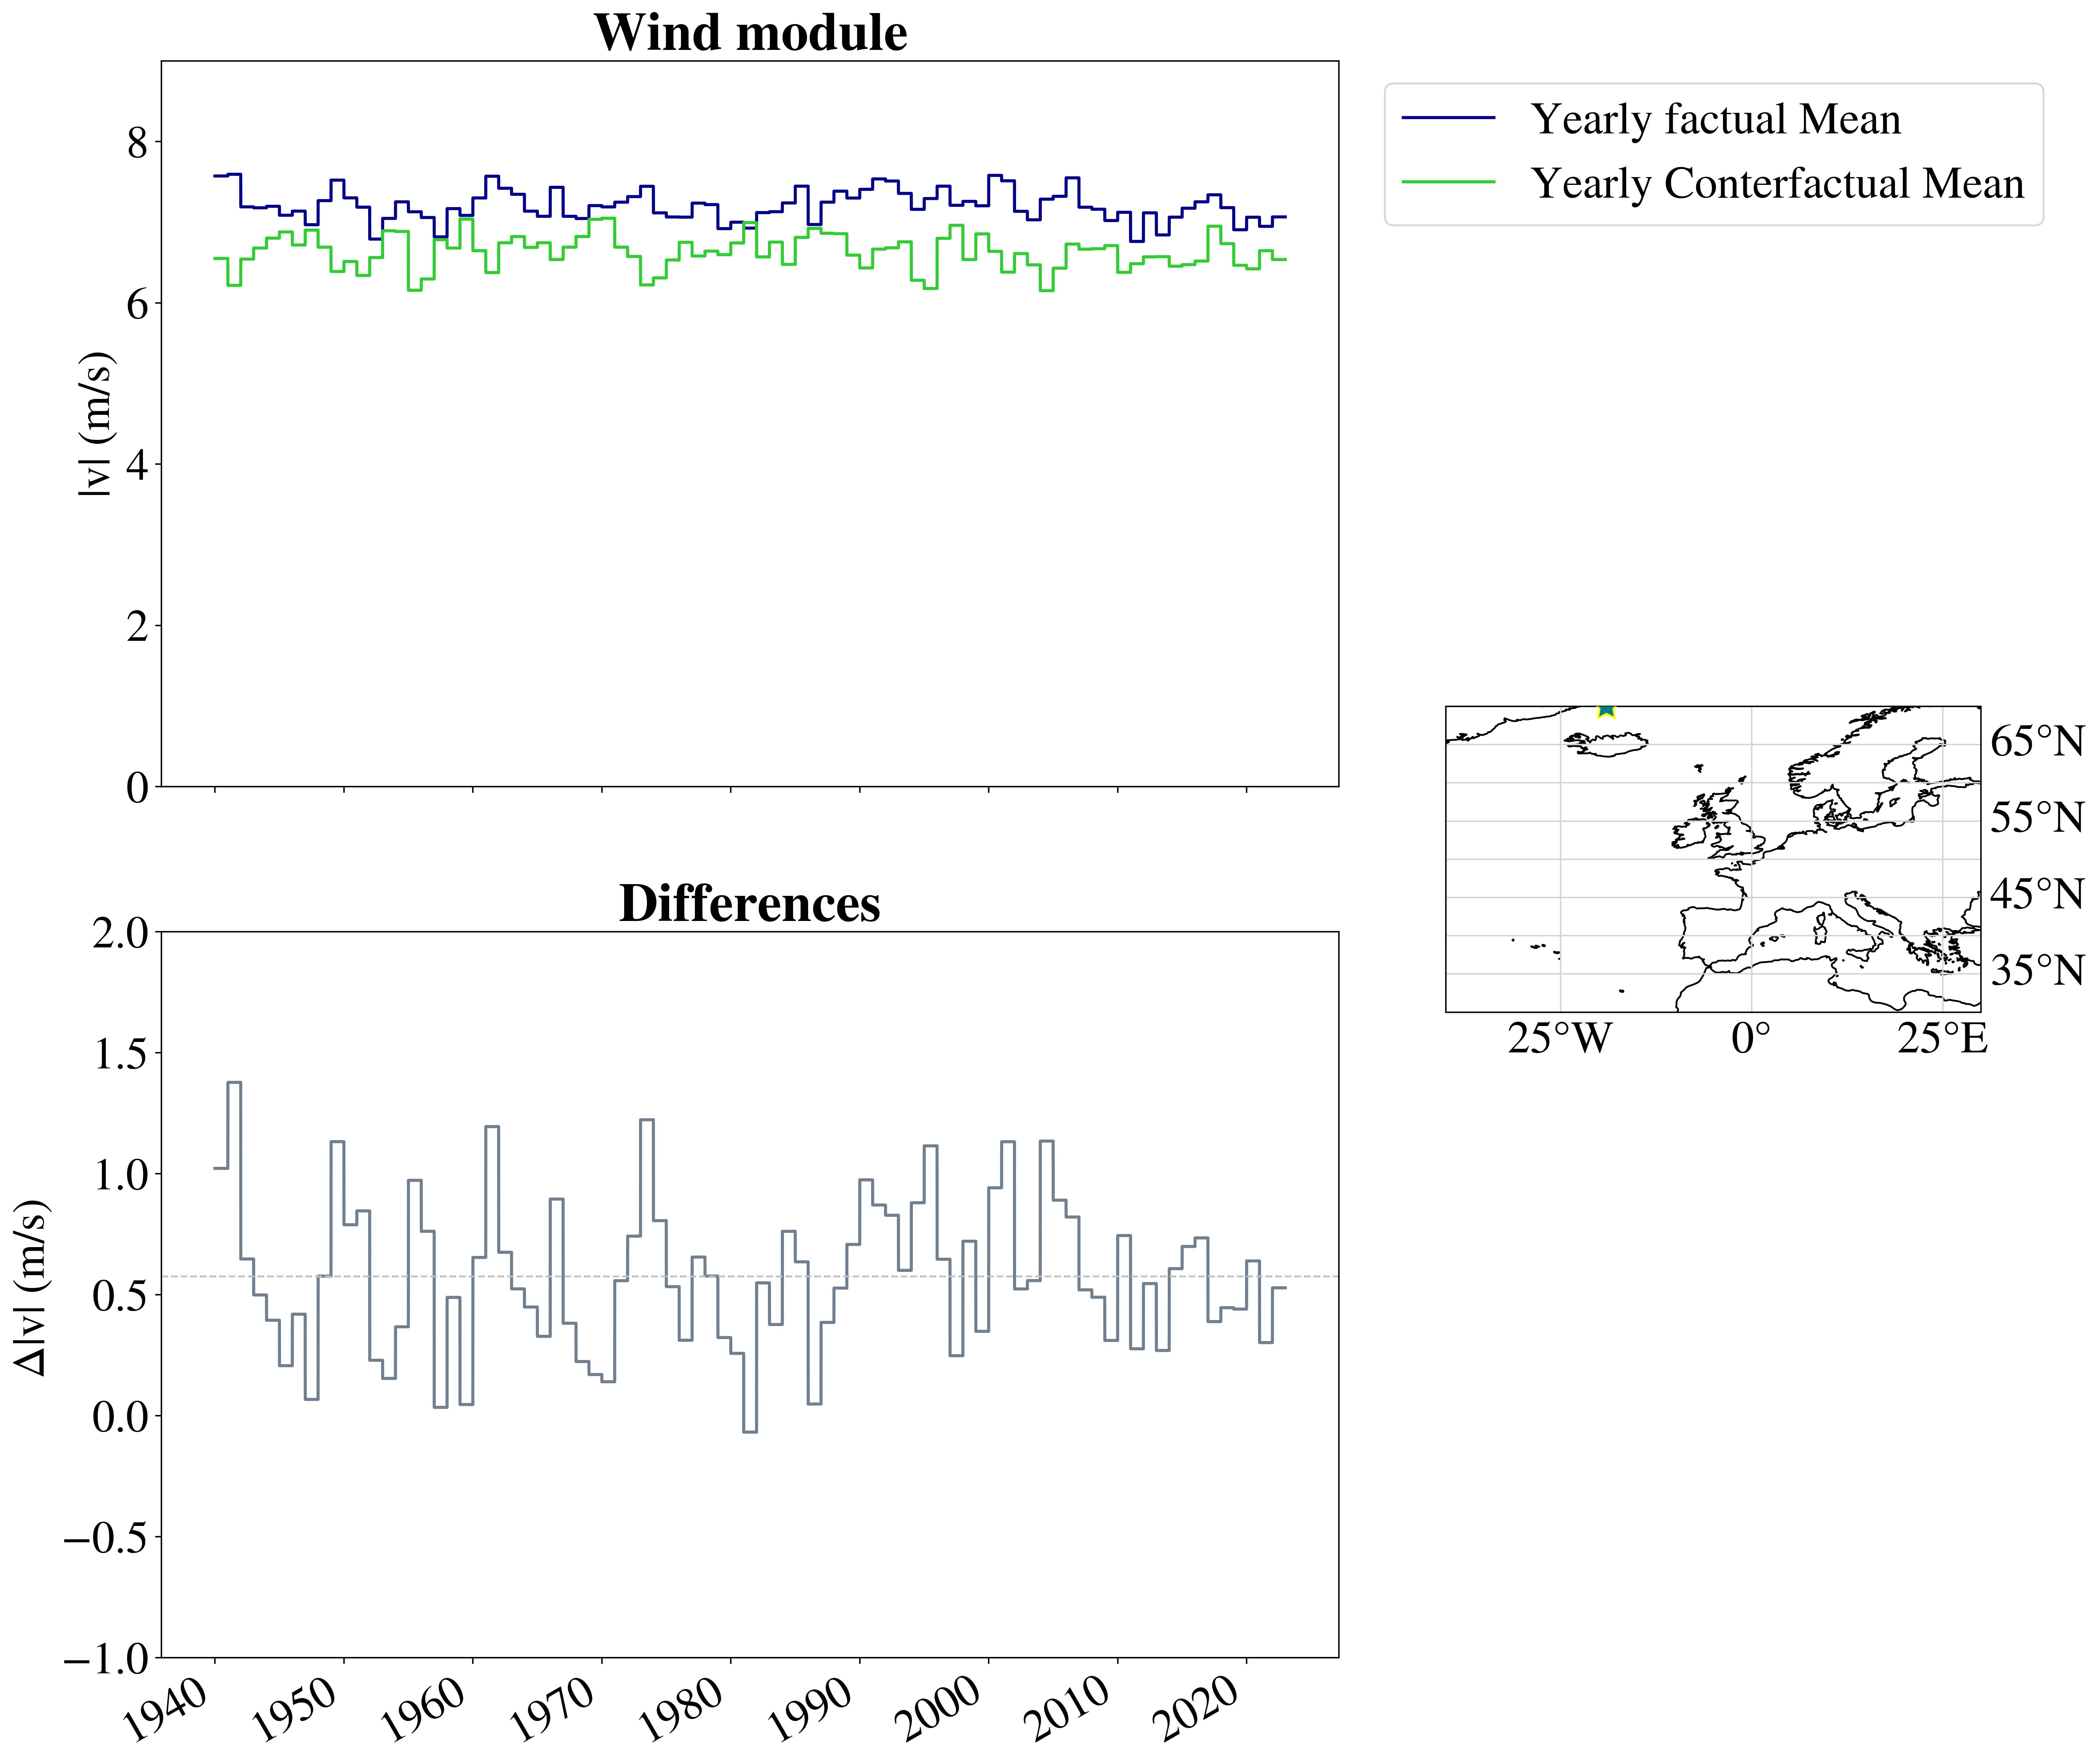 Wind module
8
6
4
2
0
|v| (m/s)
Yearly factual Mean
Yearly Conterfactual Mean
65°N
55°N
45°N
35°N
25°W 0° 25°E
Differences
2.0
1.5
1.0
0.5
0.0
−0.5
−1.0
Δ|v| (m/s)
1940 1950 1960 1970 1980 1990 2000 2010 2020